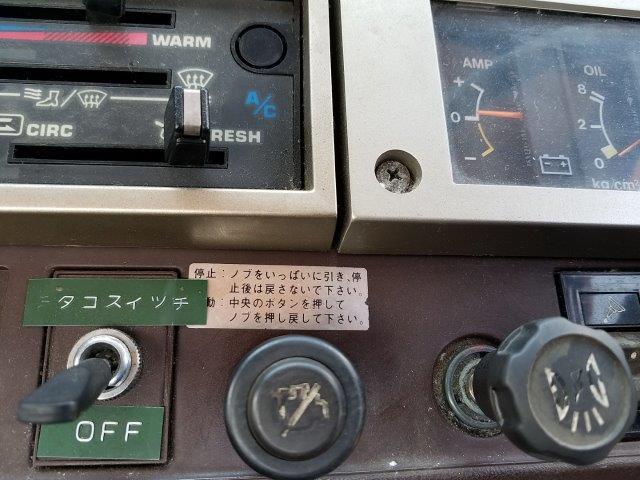 WARM
A/C
CIRC
RESH
AMP
+
0
-
OIL
8
2
0
kg/cm
停止:ノブをいっぱいに引き、停
止後は戻さないで下さい。
動:中央のボタンを押して
ノブを押し戻して下さい。
タコスイッチ
OFF